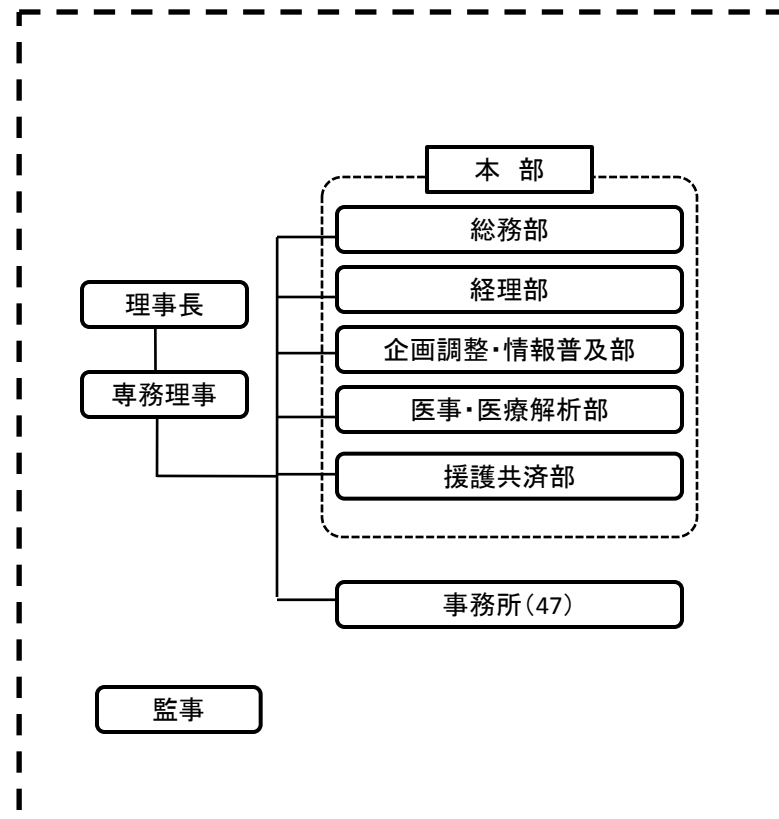 本 部
総務部
経理部
理事長
企画調整・情報普及部
専務理事
医事・医療解析部
援護共済部
事務所(47)
監事